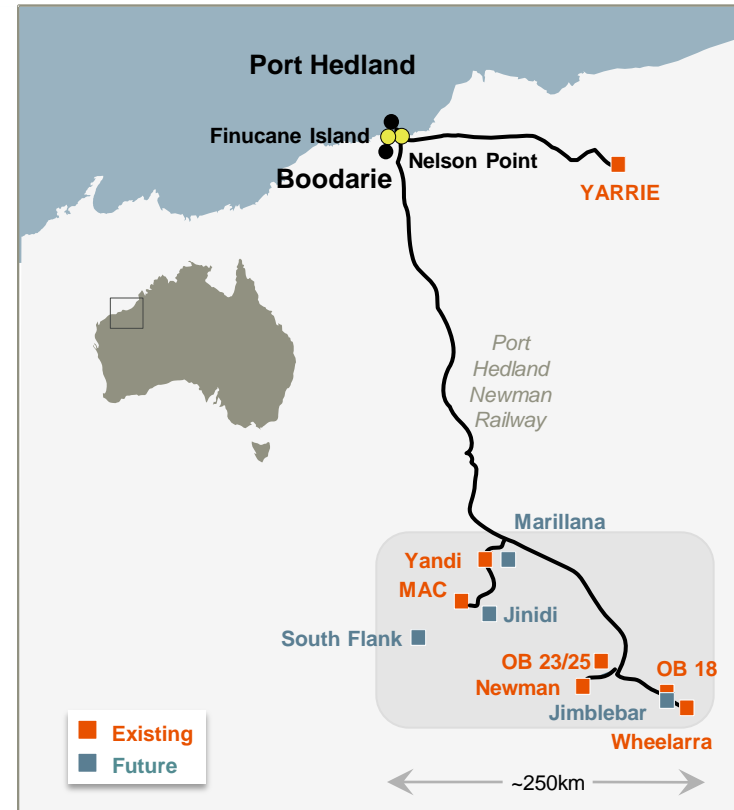 Port Hedland
Finucane Island
Nelson Point
Boodarie
YARRIE
Port
Hedland
Newman
Railway
Marillana
Yandi
MAC
Jinidi
South Flank
OB 23/25
OB 18
Newman
Jimblebar
Wheelarra
Existing
Future
~250km